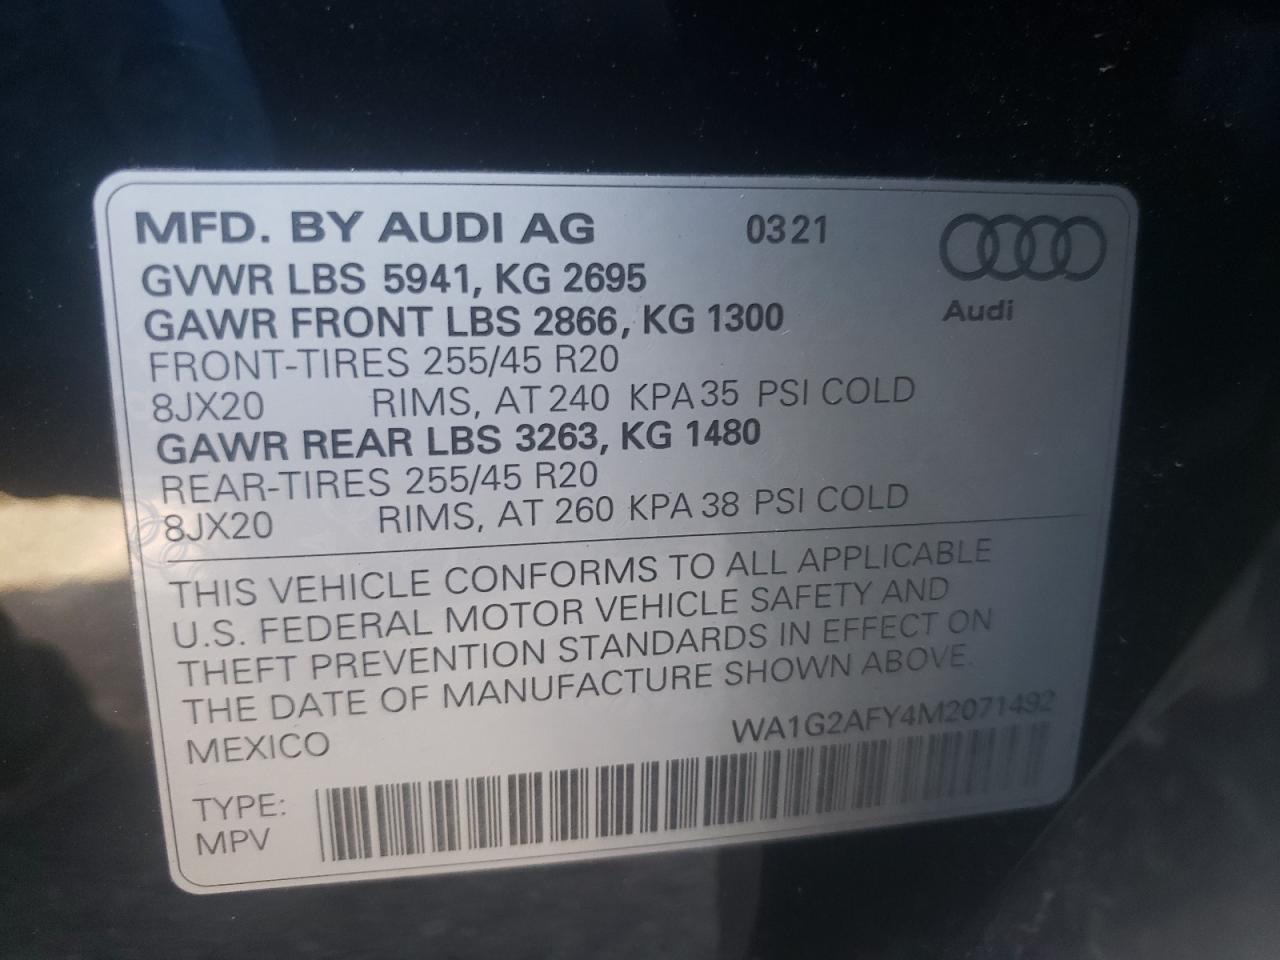 MFD. BY AUDI AG 0321
GVWR LBS 5941, KG 2695
GAWR FRONT LBS 2866, KG 1300
Audi
FRONT-TIRES 255/45 R20
8JX20 RIMS, AT 240 KPA 35 PSI COLD
GAWR REAR LBS 3263, KG 1480
REAR-TIRES 255/45 R20
8JX20 RIMS, AT 260 KPA 38 PSI COLD
THIS VEHICLE CONFORMS TO ALL APPLICABLE
U.S. FEDERAL MOTOR VEHICLE SAFETY AND
THEFT PREVENTION STANDARDS IN EFFECT ON
THE DATE OF MANUFACTURE SHOWN ABOVE.
MEXICO WA1G2AFY4M2071492
TYPE:
MPV